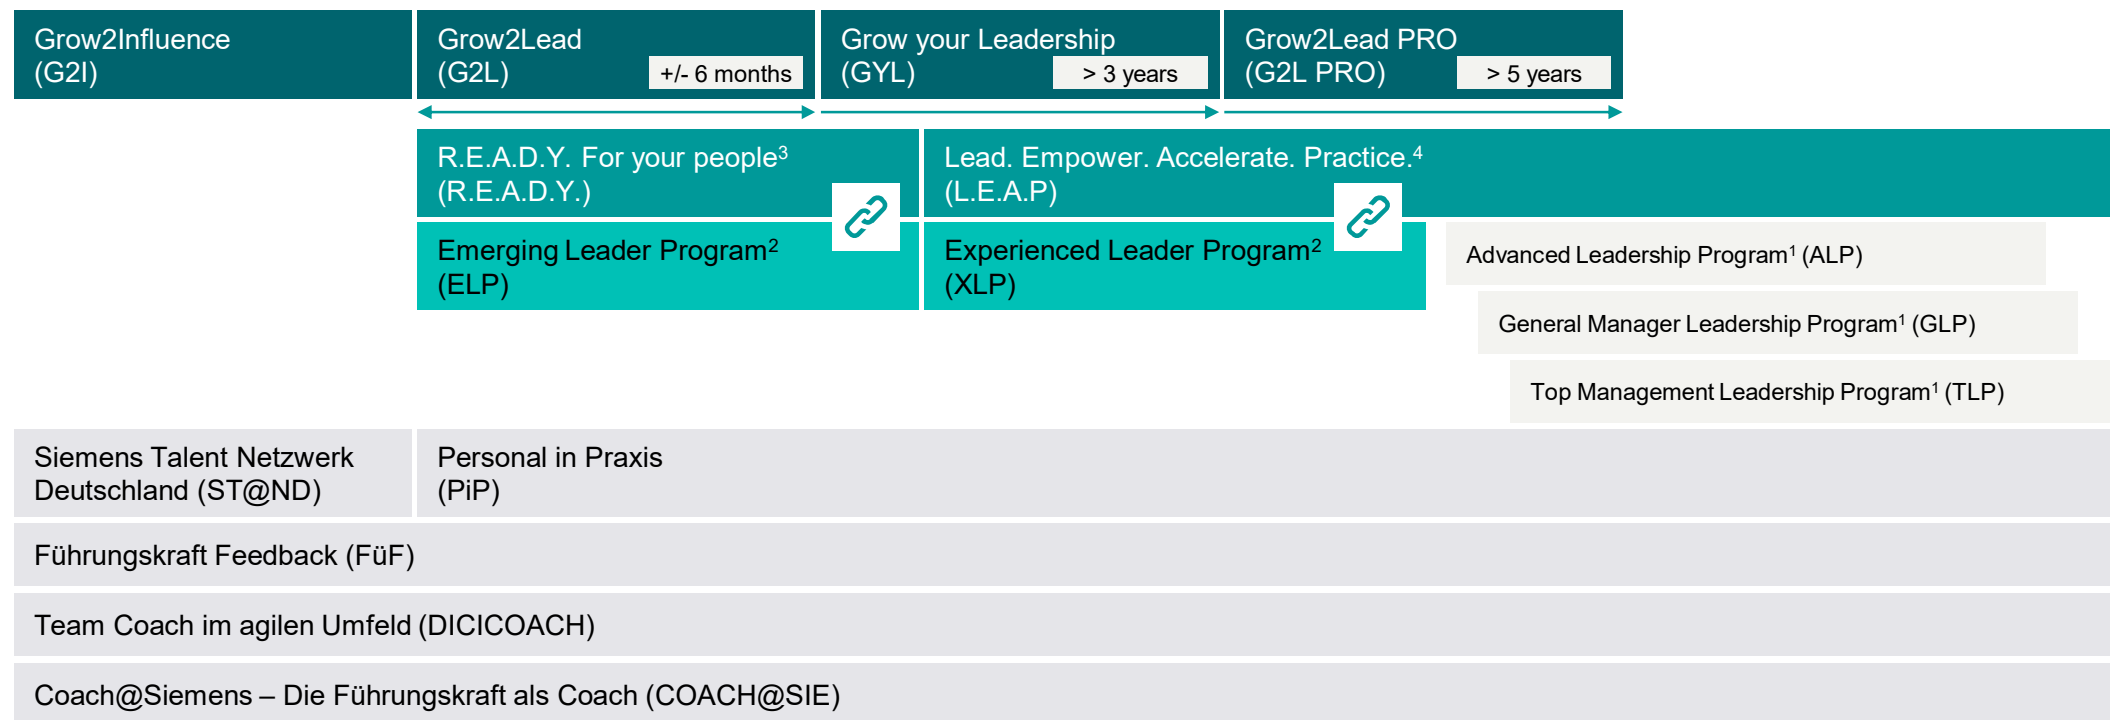 Grow2Influence
(G2I)
Grow2Lead
(G2L)
+/- 6 months
Grow your Leadership
(GYL)
> 3 years
Grow2Lead PRO
(G2L PRO)
> 5 years
R.E.A.D.Y. For your people³
(R.E.A.D.Y.)
Lead. Empower. Accelerate. Practice.⁴
(L.E.A.P)
Emerging Leader Program²
(ELP)
Experienced Leader Program²
(XLP)
Advanced Leadership Program¹ (ALP)
General Manager Leadership Program¹ (GLP)
Top Management Leadership Program¹ (TLP)
Siemens Talent Netzwerk
Deutschland (ST@ND)
Personal in Praxis
(PiP)
Führungskraft Feedback (FüF)
Team Coach im agilen Umfeld (DICICOACH)
Coach@Siemens – Die Führungskraft als Coach (COACH@SIE)